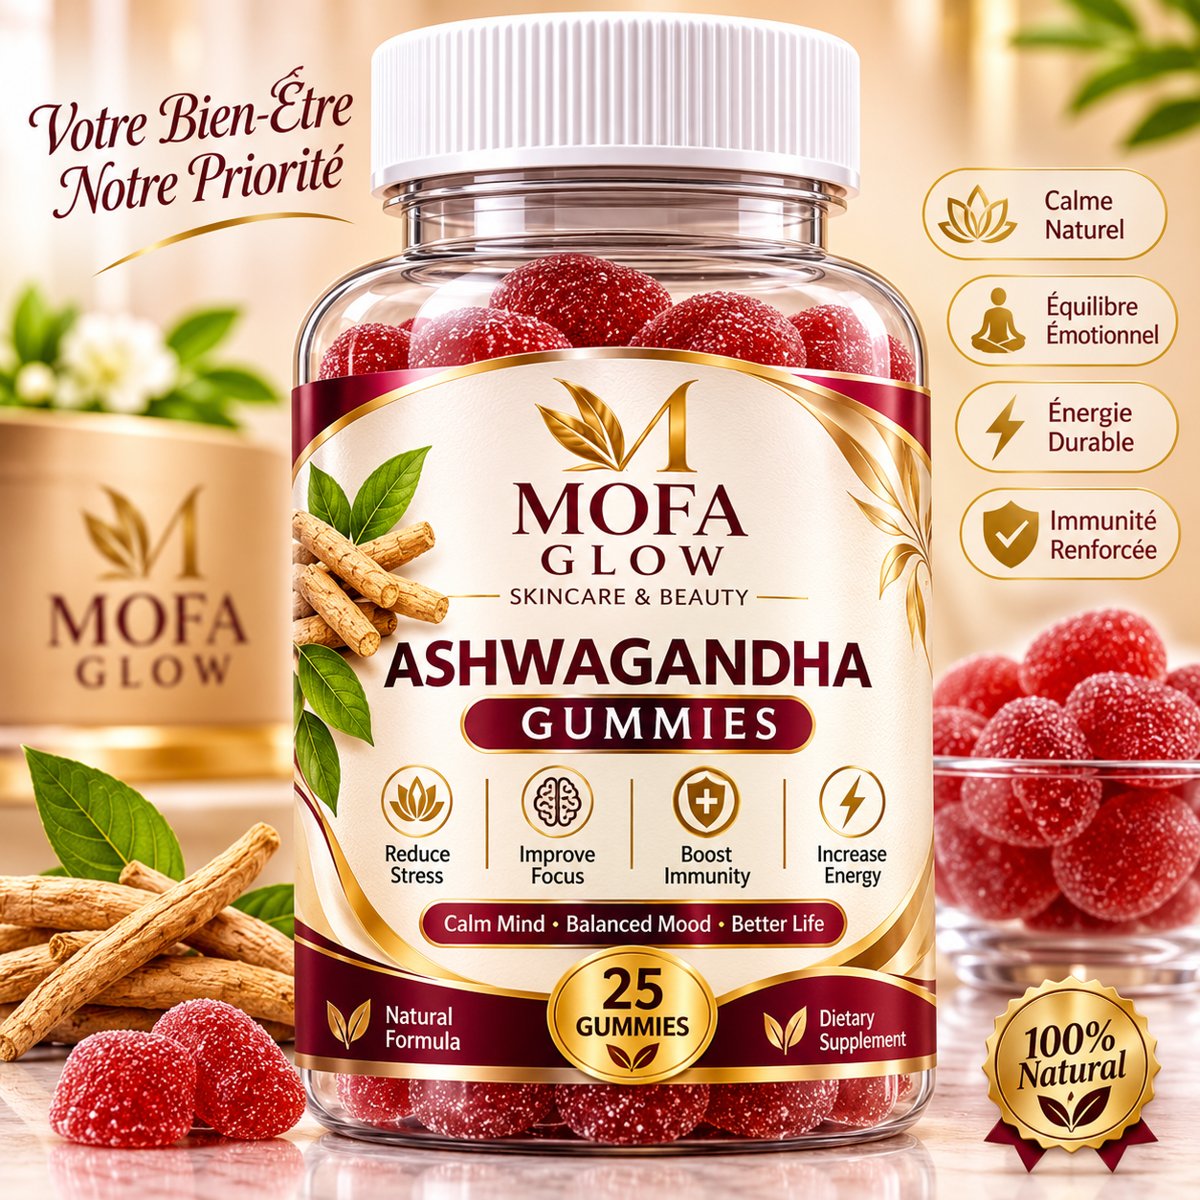 Votre Bien-Être
Notre Priorité
Calme
Naturel
Équilibre
Émotionnel
Énergie
Durable
Immunité
Renforcée
MOFA
GLOW
SKINCARE & BEAUTY
ASHWAGANDHA
GUMMIES
Reduce
Stress
Improve
Focus
Boost
Immunity
Increase
Energy
Calm Mind • Balanced Mood • Better Life
Natural
Formula
25
GUMMIES
Dietary
Supplement
MOFA
GLOW
100%
Natural